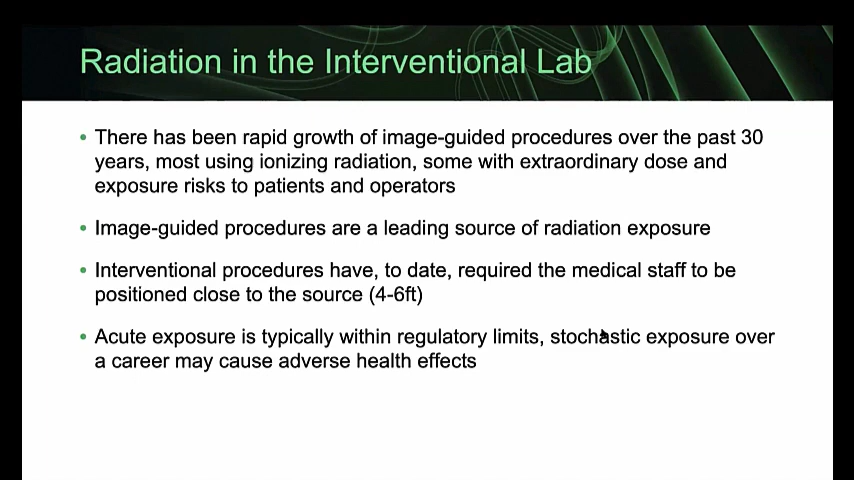 Radiation in the Interventional Lab
• There has been rapid growth of image-guided procedures over the past 30
years, most using ionizing radiation, some with extraordinary dose and
exposure risks to patients and operators
• Image-guided procedures are a leading source of radiation exposure
• Interventional procedures have, to date, required the medical staff to be
positioned close to the source (4-6ft)
• Acute exposure is typically within regulatory limits, stochastic exposure over
a career may cause adverse health effects